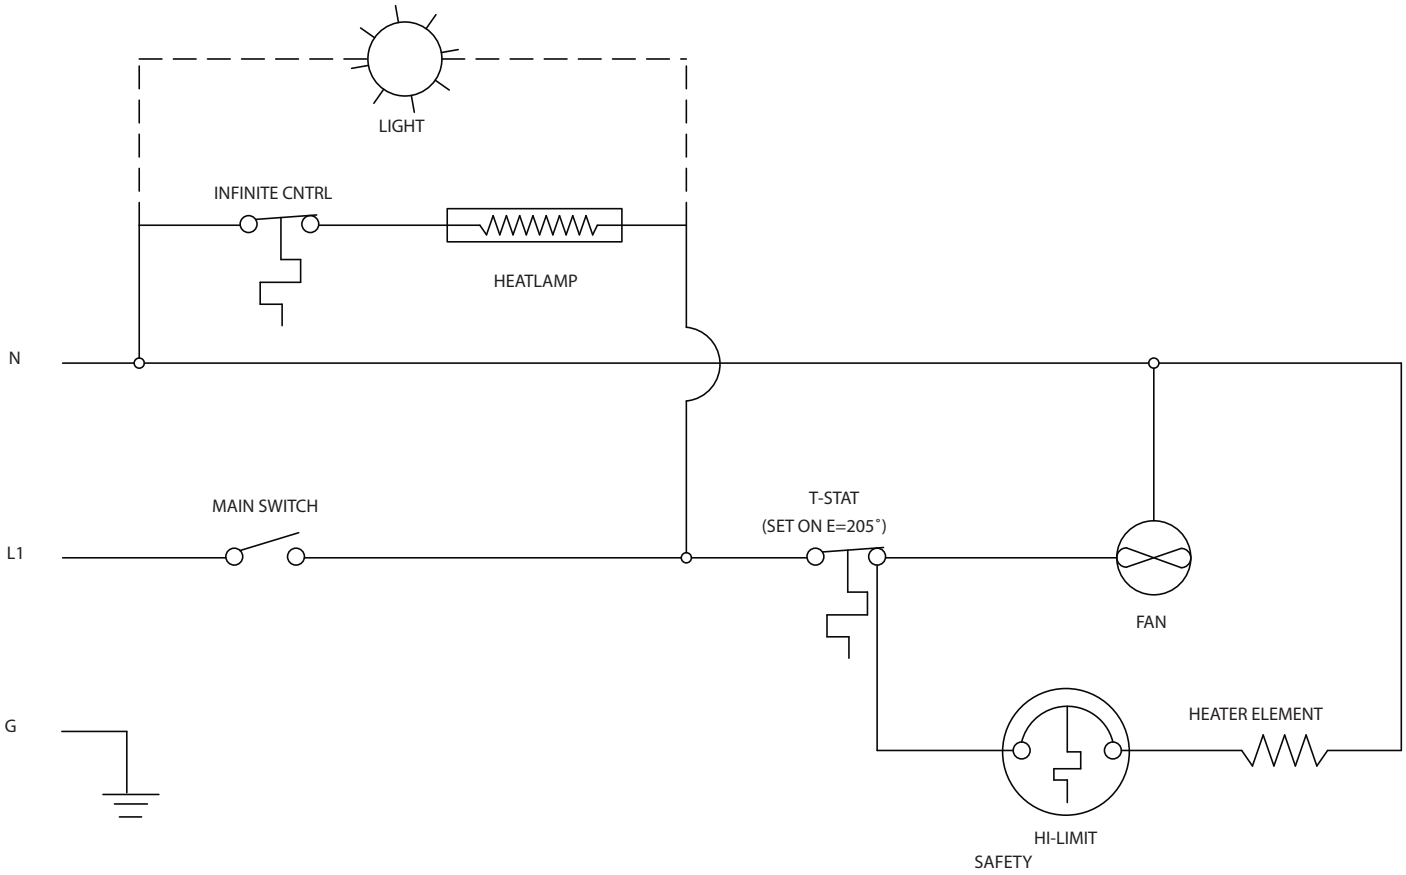 LIGHT
INFINITE CNTRL
HEATLAMP
N
MAIN SWITCH
T-STAT
(SET ON E=205˚)
L1
FAN
G
HEATER ELEMENT
HI-LIMIT
SAFETY